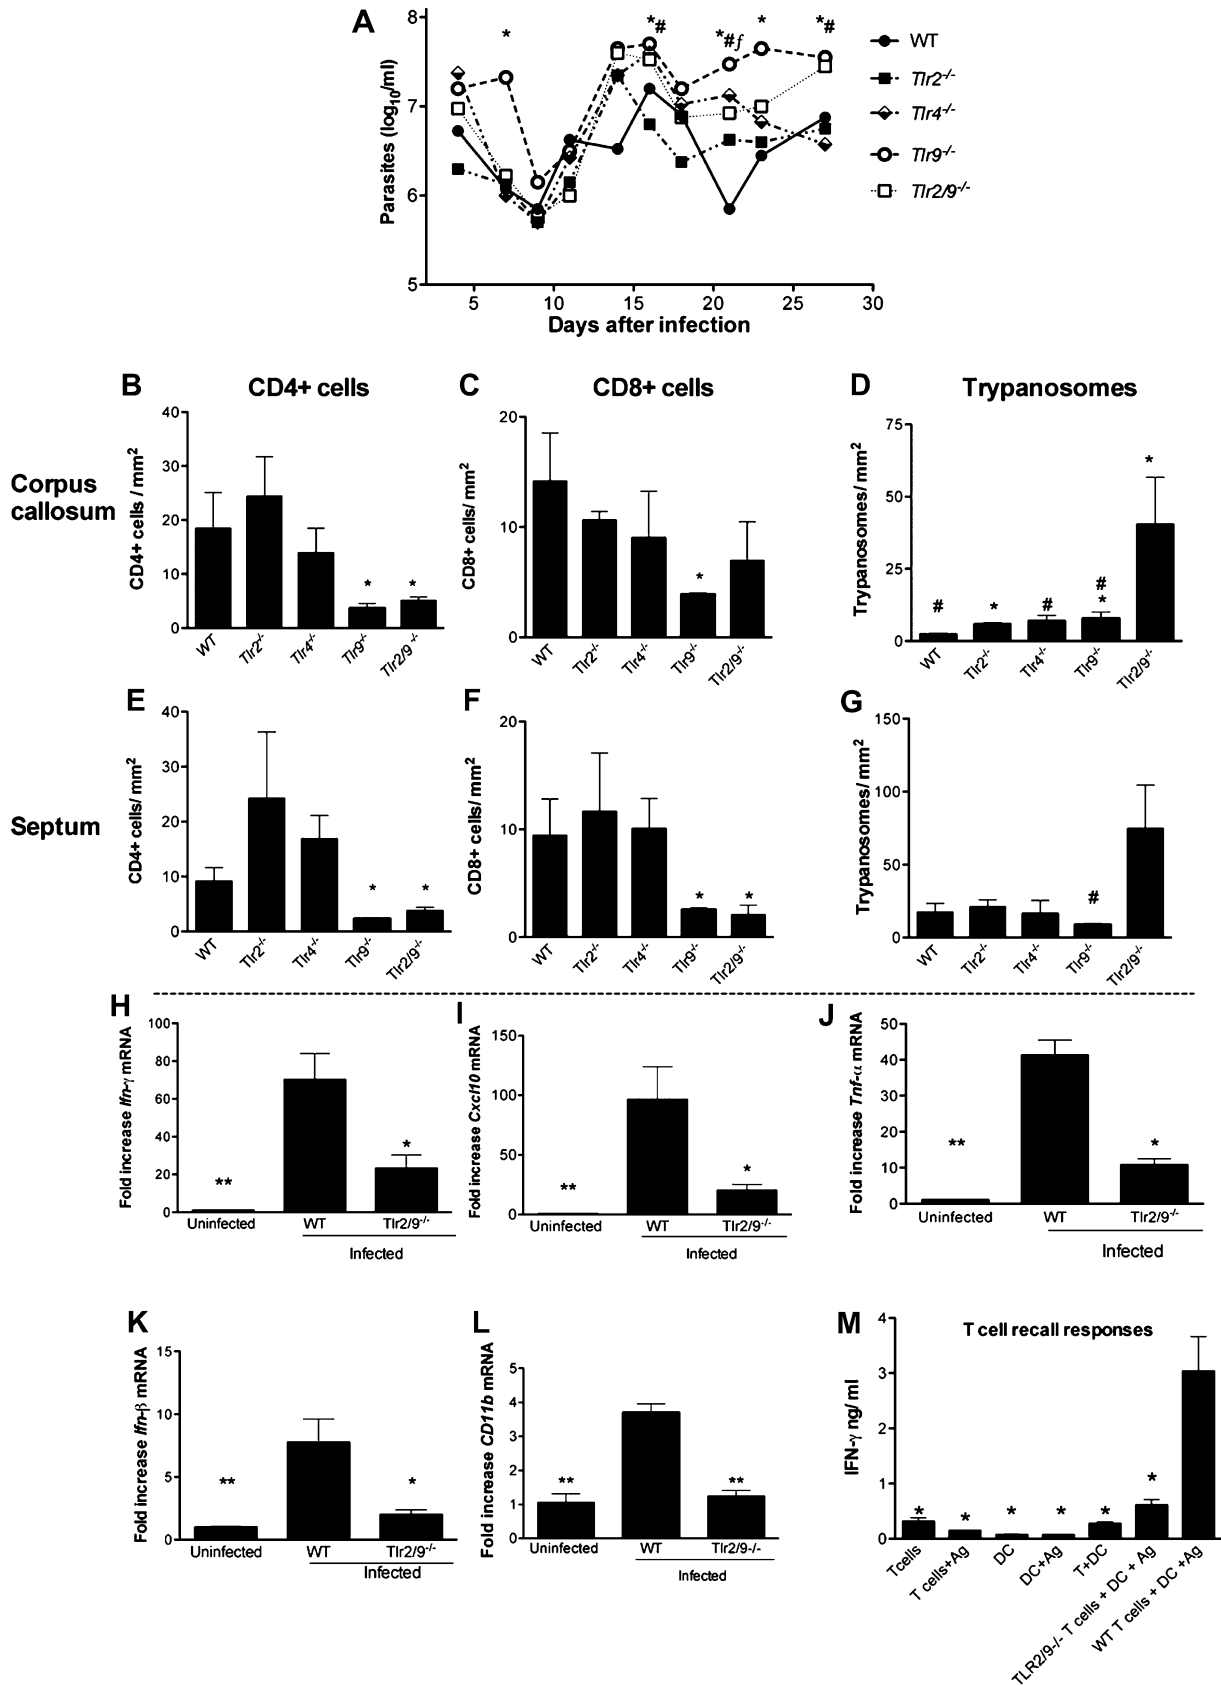 A
Parasites (log10/ml)
8
7
6
5
*
*#
*#ƒ
*
*#
5 10 15 20 25 30
Days after infection
WT
Tlr2-/-
Tlr4-/-
Tlr9-/-
Tlr2/9-/-
B CD4+ cells
C CD8+ cells
D Trypanosomes
Corpus
callosum
CD4+ cells / mm2
40
30
20
10
0
* *
WT Tlr2-/- Tlr4-/- Tlr9-/- Tlr2/9 -/-
CD8+ cells/ mm2
20
10
0
*
WT Tlr2-/- Tlr4-/- Tlr9-/- Tlr2/9-/-
Trypanosomes/ mm2
75
50
25
0
# * # # * *
WT Tlr2-/- Tlr4-/- Tlr9-/- Tlr2/9-/-
Septum
E
CD4+ cells/ mm2
40
30
20
10
0
* *
WT Tlr2-/- Tlr4-/- Tlr9-/- Tlr2/9-/-
F
CD8+ cells/ mm2
20
10
0
* *
WT Tlr2-/- Tlr4-/- Tlr9-/- Tlr2/9-/-
G
Trypanosomes/ mm2
150
100
50
0
#
WT Tlr2-/- Tlr4-/- Tlr9-/- Tlr2/9-/-
H
Fold increase Ifn-γ mRNA
100
80
60
40
20
0
** *
Uninfected WT Tlr2/9-/-
Infected
I
Fold increase Cxcl10 mRNA
150
100
50
0
** *
Uninfected WT Tlr2/9-/-
Infected
J
Fold increase Tnf-α mRNA
50
40
30
20
10
0
** *
Uninfected WT Tlr2/9-/-
Infected
K
Fold increase Ifn-β mRNA
15
10
5
0
** *
Uninfected WT Tlr2/9-/-
Infected
L
Fold increase CD11b mRNA
5
4
3
2
1
0
** **
Uninfected WT Tlr2/9-/-
Infected
M
T cell recall responses
IFN-γ ng/ml
4
3
2
1
0
* * * * * *
Tcells
T cells+Ag
DC
DC+Ag
T+DC
TLR2/9-/- T cells + DC + Ag
WT T cells + DC +Ag